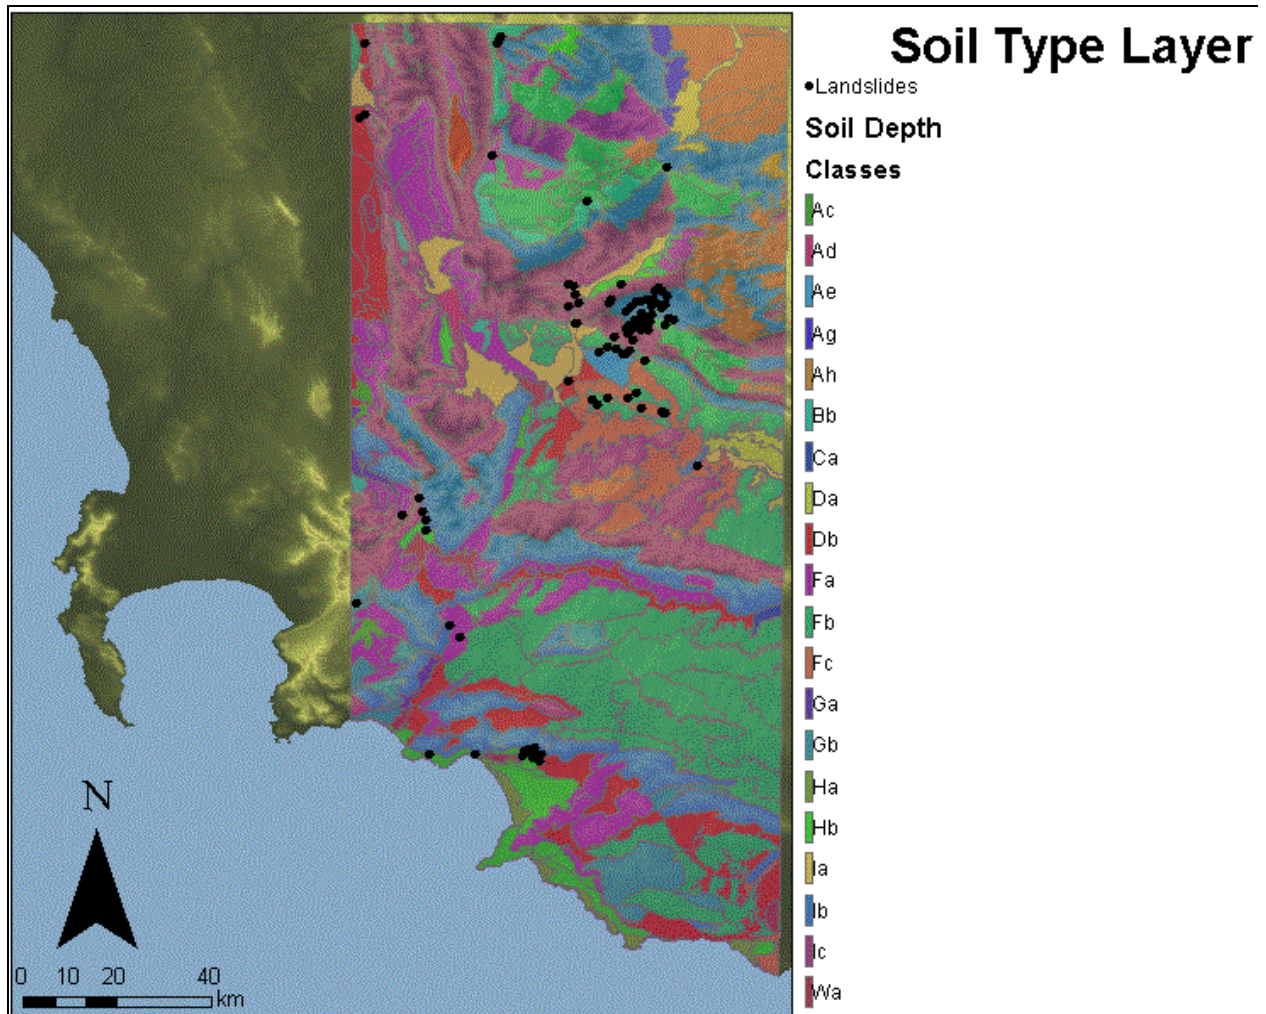 Soil Type Layer
Landslides
Soil Depth
Classes
Ac
Ad
Ae
Ag
Ah
Bb
Ca
Da
Db
Fa
Fb
Fc
Ga
Gb
Ha
Hb
Ia
Ib
Ic
Wa
N
0 10 20 40
km